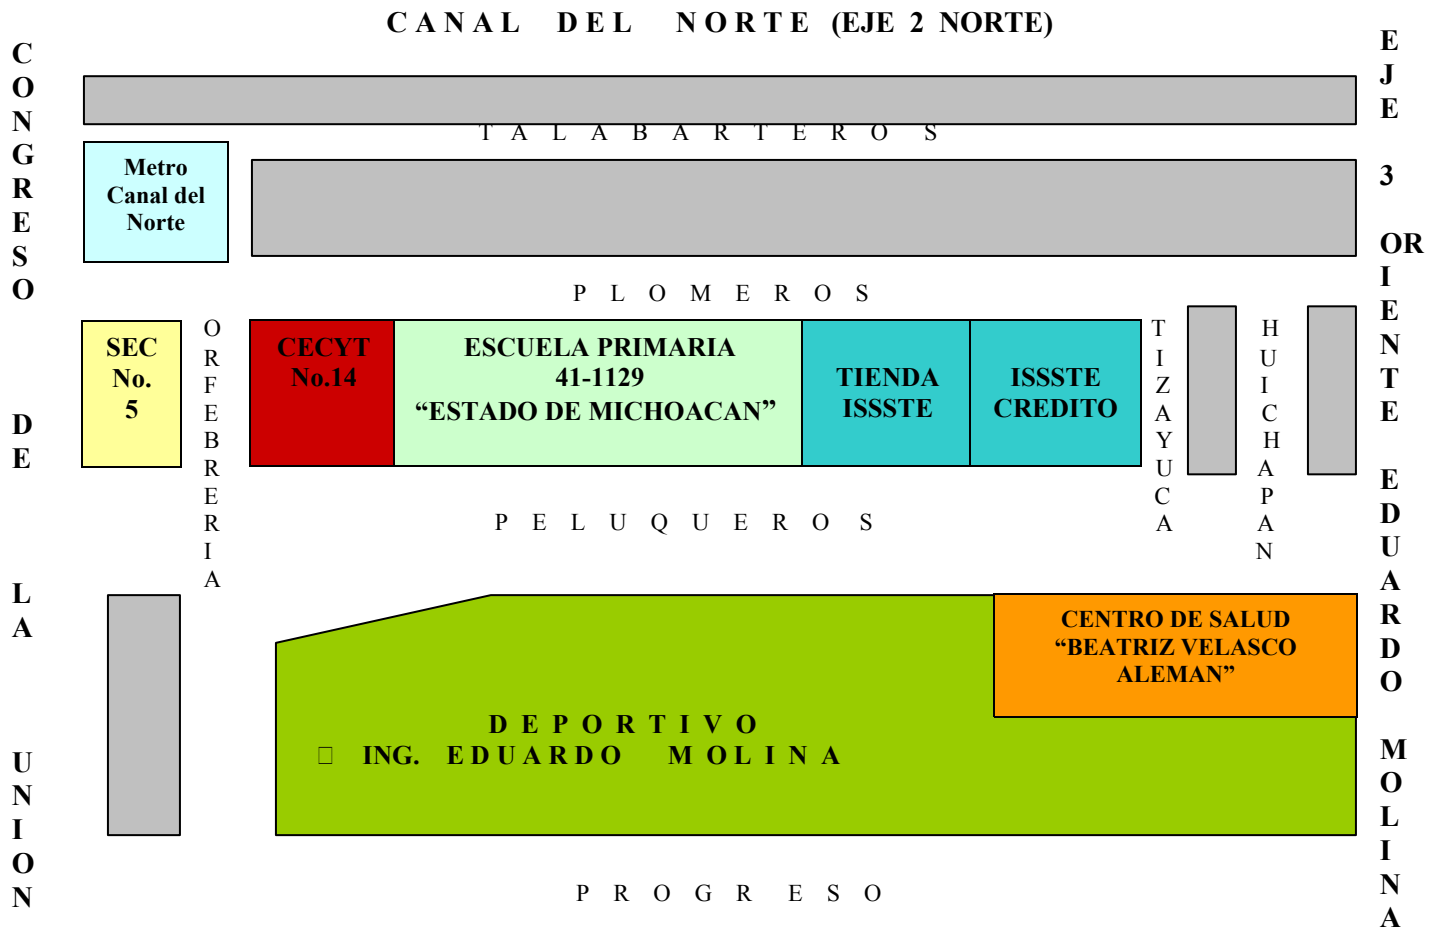 CANAL DEL NORTE (EJE 2 NORTE)
CONGRESO DE LA UNION
EJE 3 ORIENTE EDUARDO MOLINA
TALABARTEROS
Metro
Canal del
Norte
PLOMEROS
SEC
No.
5
ORFEBRERIA
CECYT
No.14
ESCUELA PRIMARIA
41-1129
“ESTADO DE MICHOACAN”
TIENDA
ISSSTE
ISSSTE
CREDITO
TIZAYUCA
HUICHAPAN
PELUQUEROS
CENTRO DE SALUD
“BEATRIZ VELASCO
ALEMAN”
DEPORTIVO
□ ING. EDUARDO MOLINA
PROGRESO